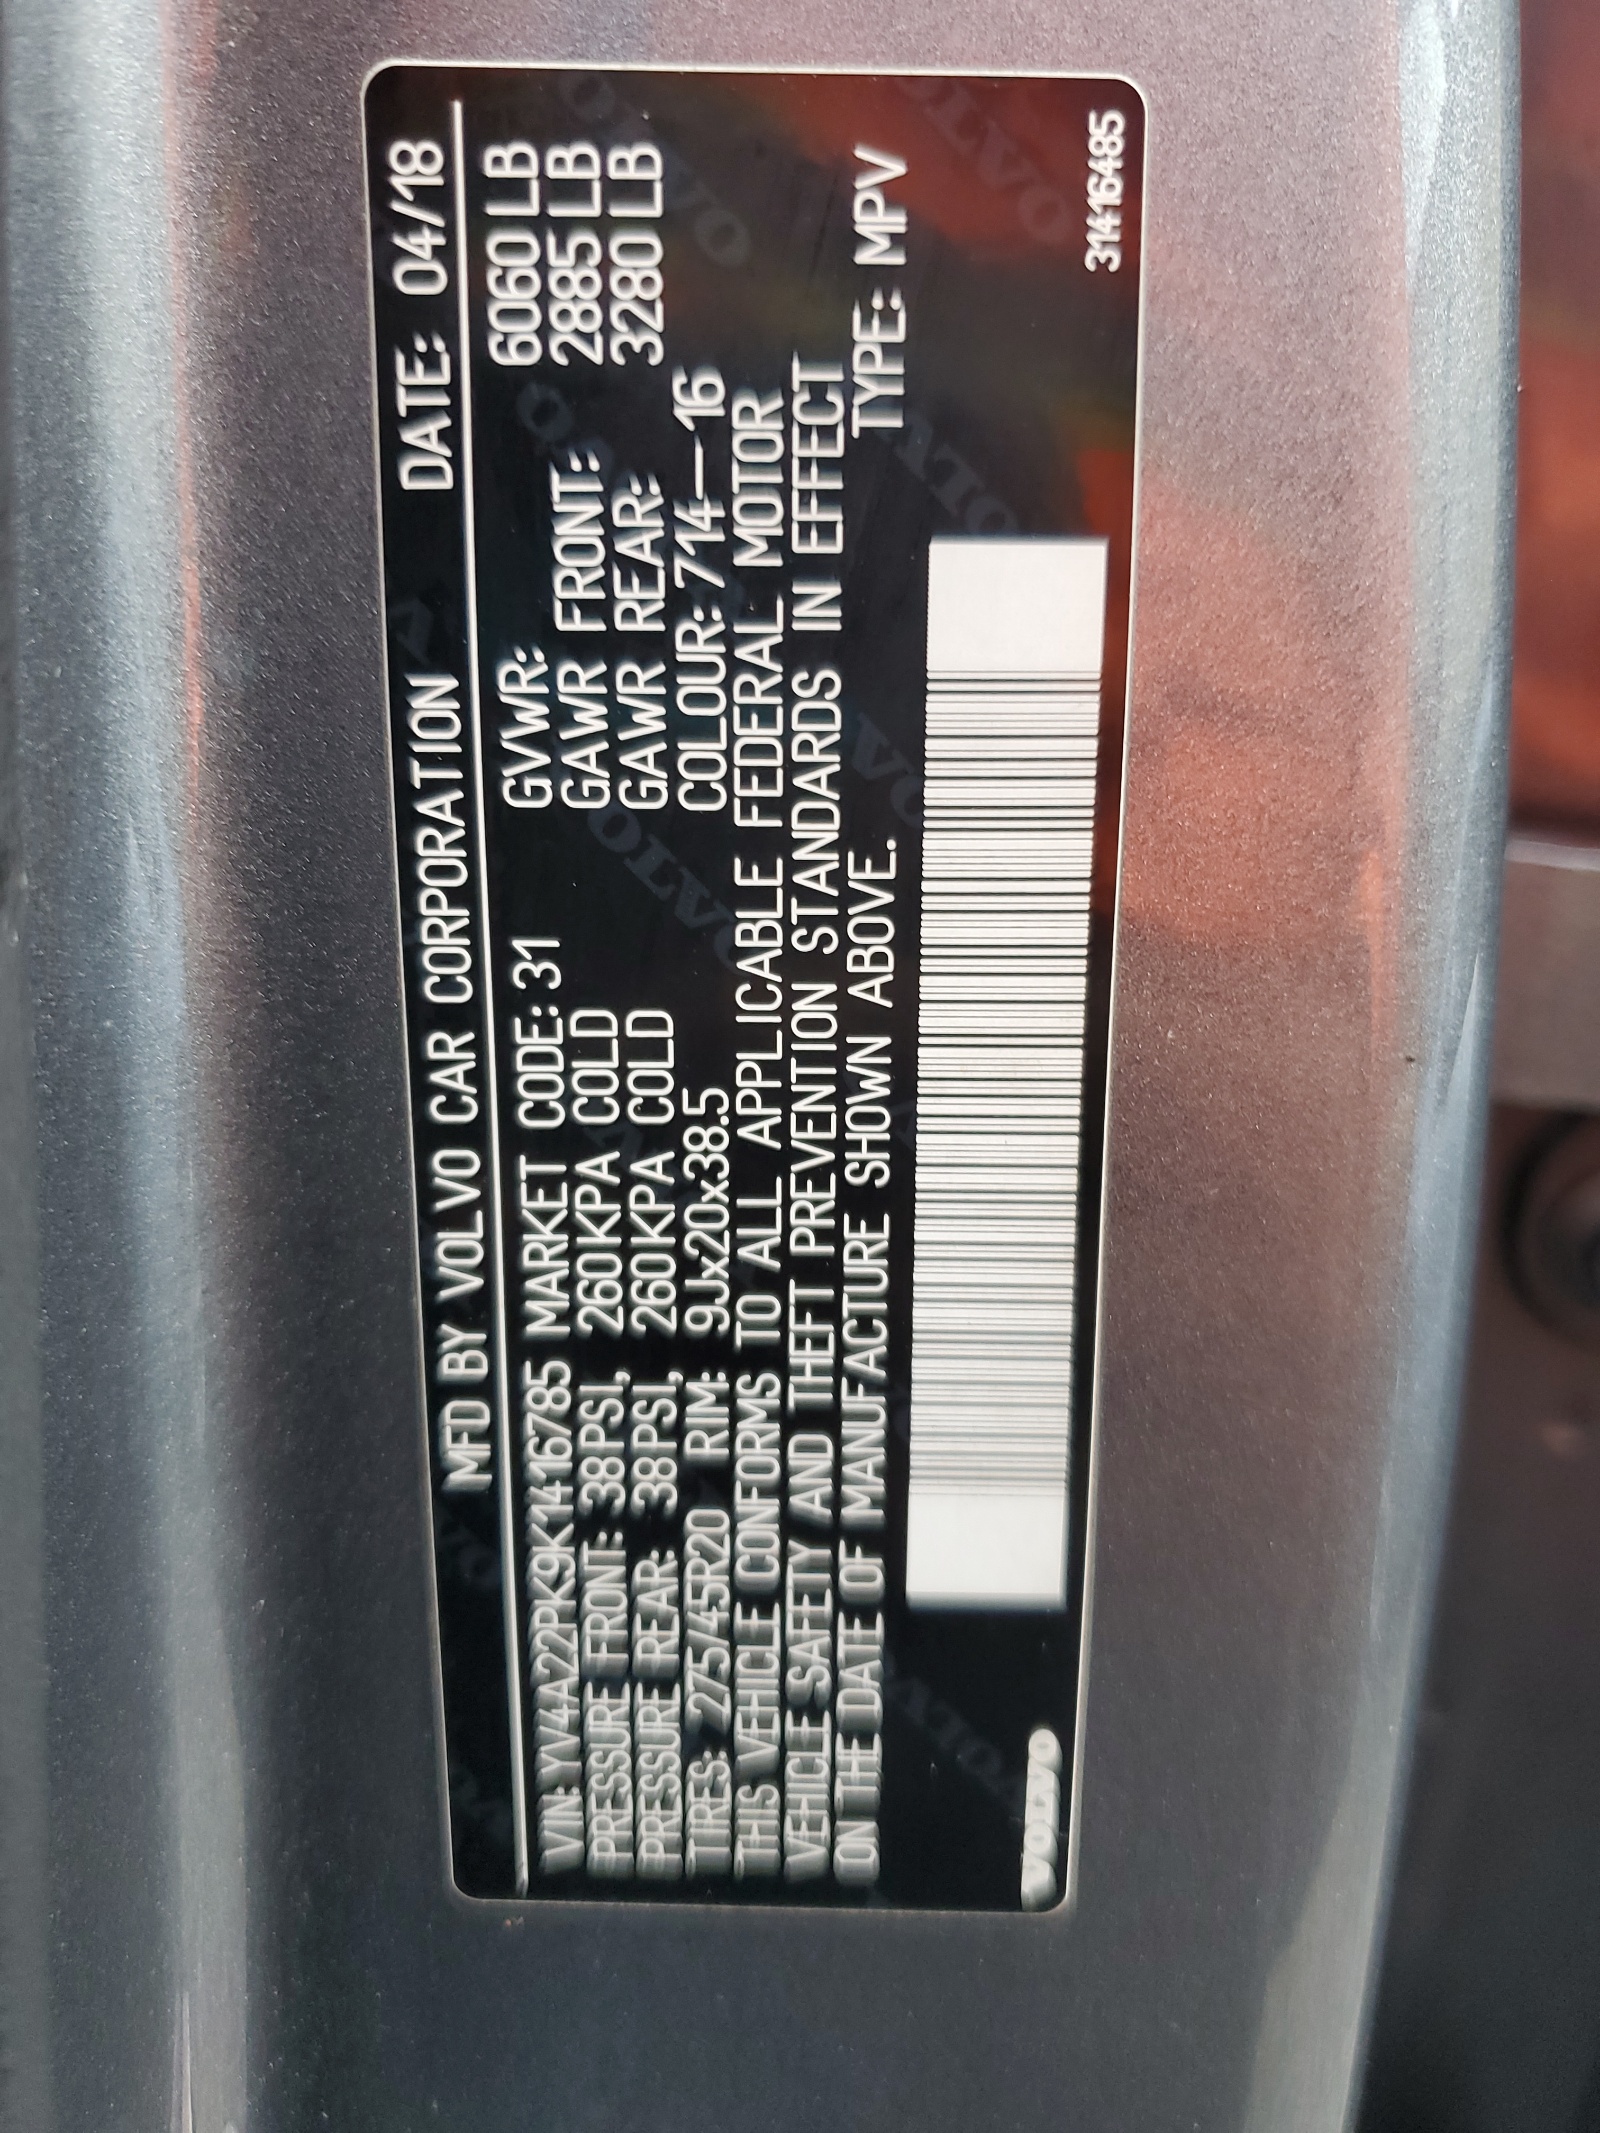 MFD BY VOLVO CAR CORPORATION DATE: 04/18
VIN: YV4A22PK9K1416785 MARKET CODE: 31 GVWR: 6060 LB
PRESSURE FRONT: 38PSI, 260KPA COLD GAWR FRONT: 2885 LB
PRESSURE REAR: 38PSI, 260KPA COLD GAWR REAR: 3280 LB
TIRES: 275/45R20 RIM: 9Jx20x38.5 COLOUR: 714-16
THIS VEHICLE CONFORMS TO ALL APPLICABLE FEDERAL MOTOR
VEHICLE SAFETY AND THEFT PREVENTION STANDARDS IN EFFECT
ON THE DATE OF MANUFACTURE SHOWN ABOVE. TYPE: MPV
VOLVO 31416485